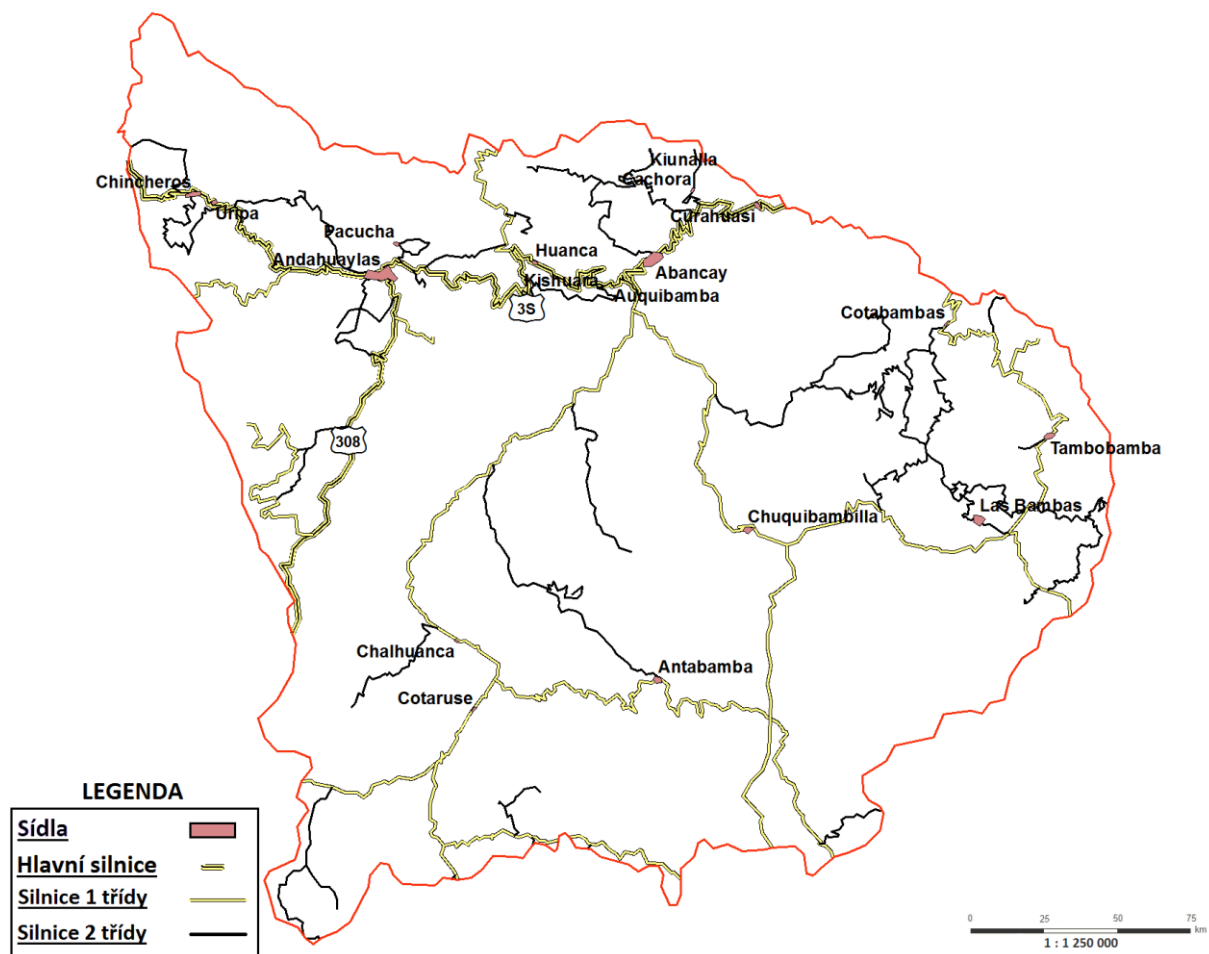 Kiunalla
Cachora
Chincheros
Uripa
Curahuasi
Pacucha
Huanca
Andahuaylas
Abancay
Kishuara
Auquibamba
3S
Cotabambas
308
Tambobamba
Las Bambas
Chuquibambilla
Chalhuanca
Antabamba
Cotaruse
LEGENDA
Sídla
Hlavní silnice
Silnice 1 třídy
Silnice 2 třídy
0 25 50 75
km
1 : 1 250 000